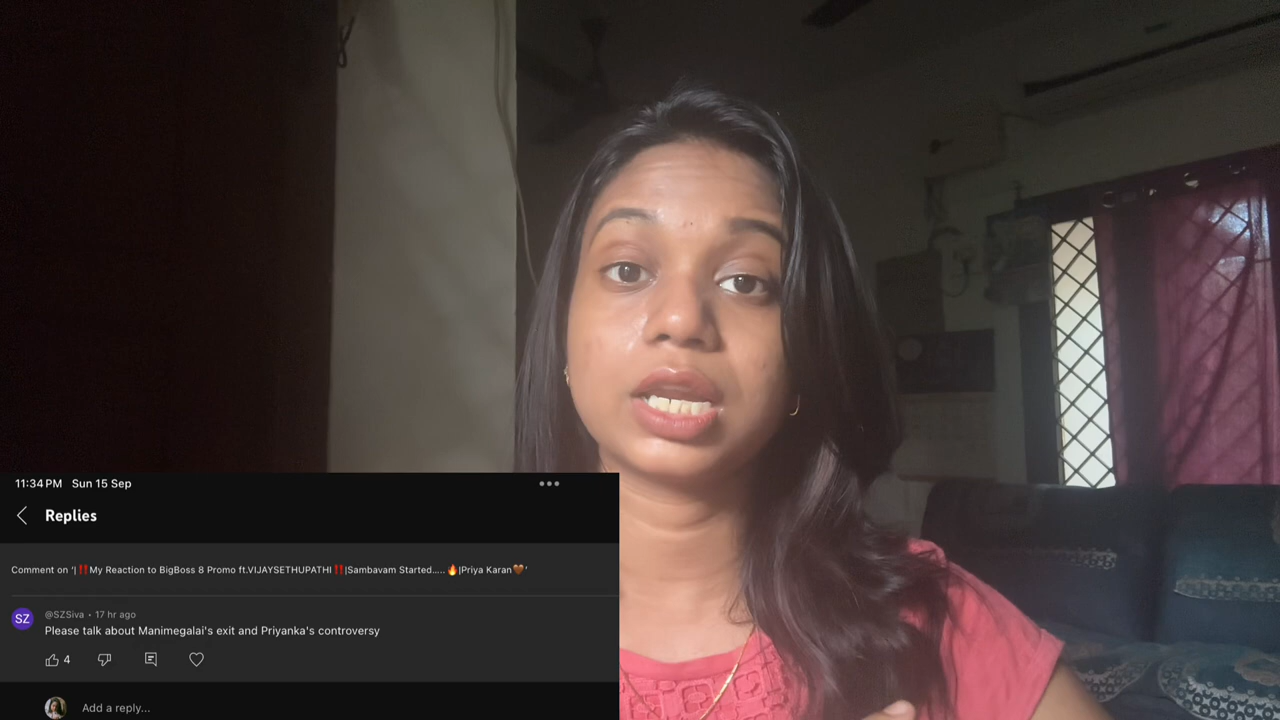 11:34 PM Sun 15 Sep
Replies
Comment on '| ‼️My Reaction to BigBoss 8 Promo ft.VIJAYSETHUPATHI ‼️|Sambavam Started..... 🔥|Priya Karan🤎'
SZ @SZSiva • 17 hr ago
Please talk about Manimegalai's exit and Priyanka's controversy
4
Add a reply...